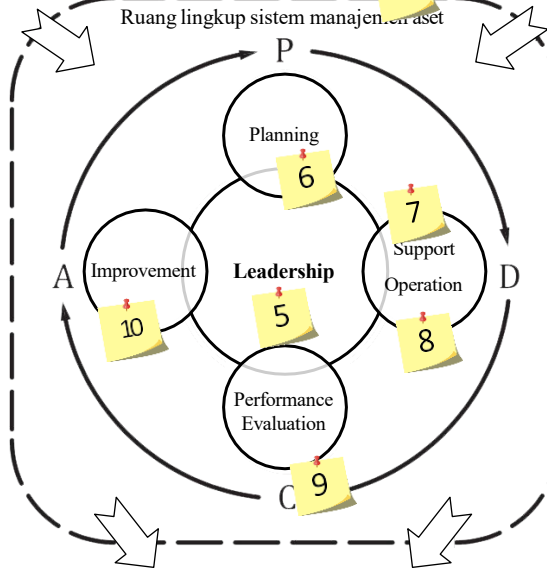 Ruang lingkup sistem manajemen aset
P
Planning
6
7
Support
A
Improvement
Leadership
Operation
D
10
5
8
Performance
Evaluation
C
9